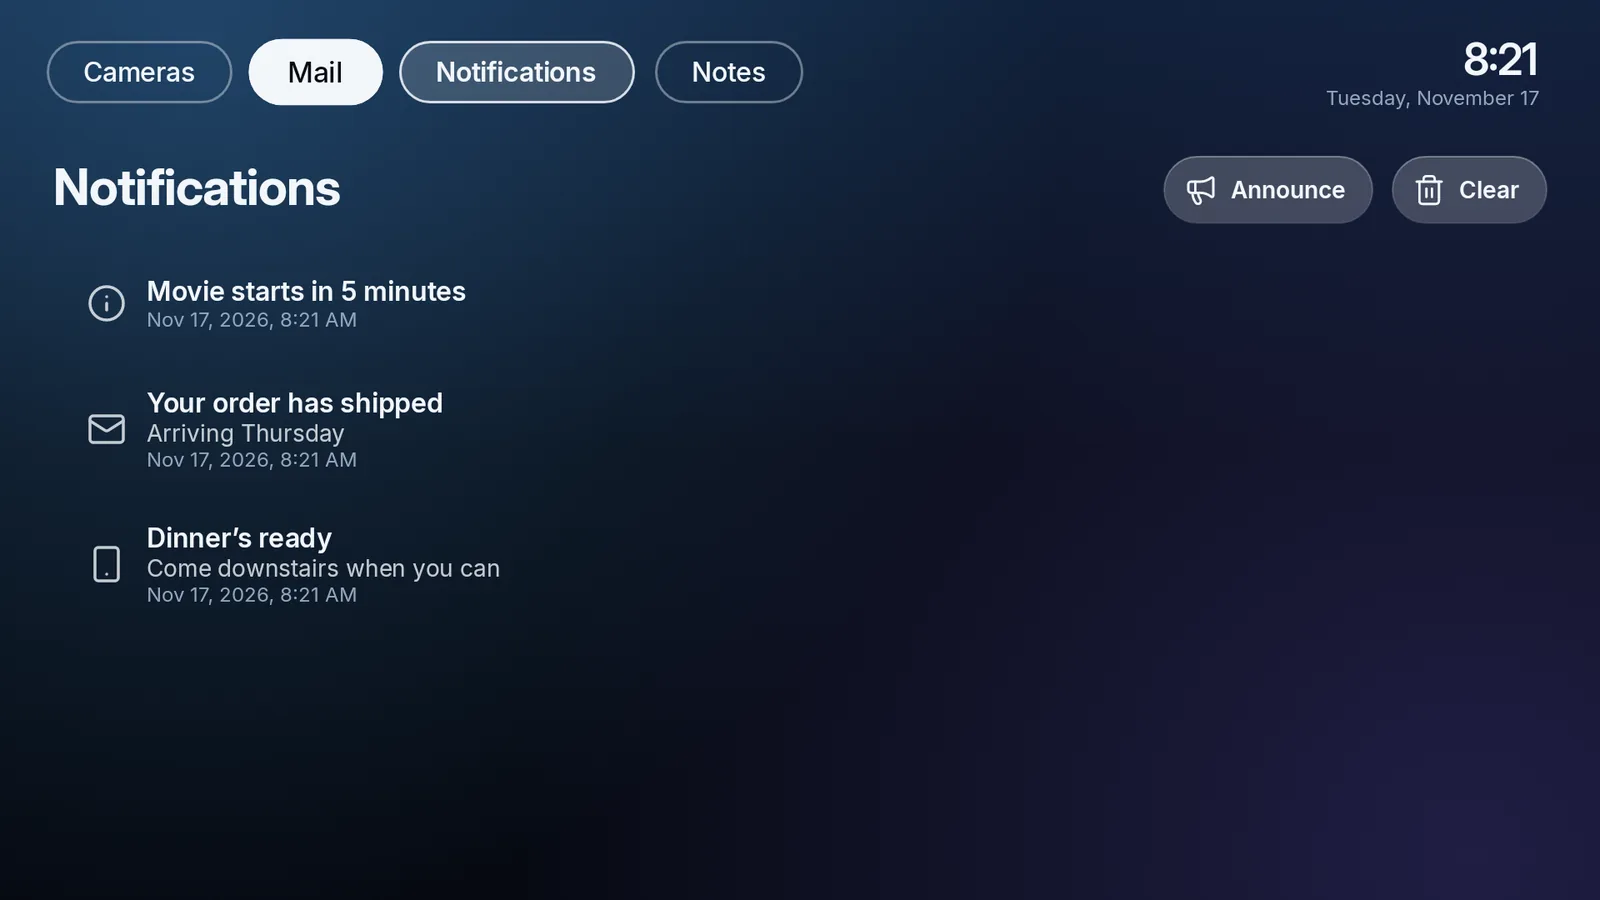 Cameras
Mail
Notifications
Notes
8:21
Tuesday, November 17
Notifications
Announce
Clear
Movie starts in 5 minutes
Nov 17, 2026, 8:21 AM
Your order has shipped
Arriving Thursday
Nov 17, 2026, 8:21 AM
Dinner’s ready
Come downstairs when you can
Nov 17, 2026, 8:21 AM